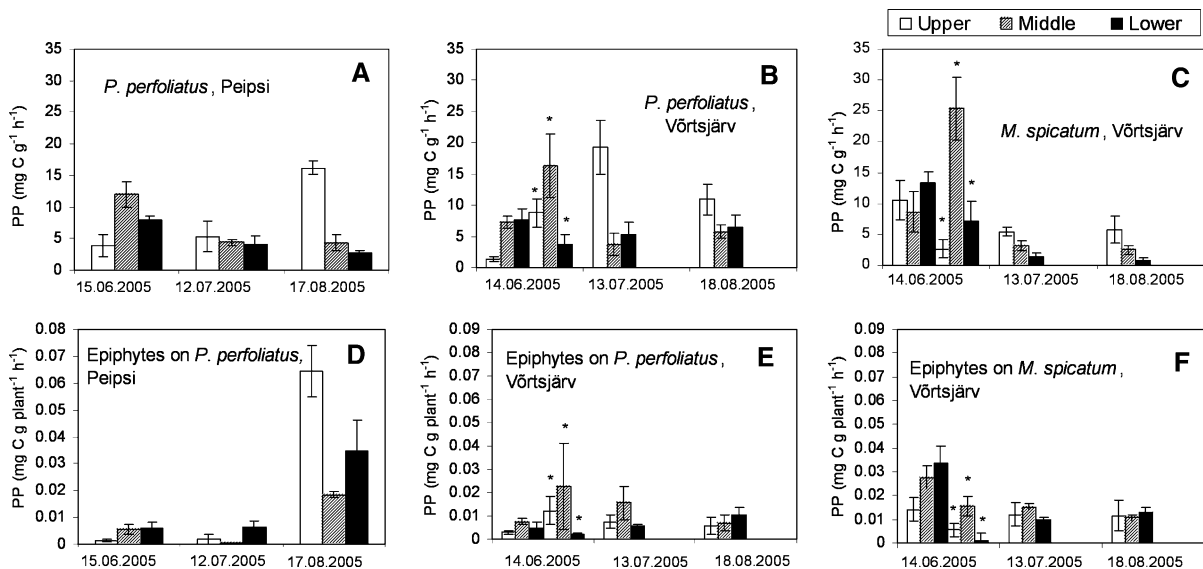 Upper Middle Lower
35
30
25
20
15
10
5
0
PP (mg C g⁻¹ h⁻¹)
A
P. perfoliatus, Peipsi
15.06.2005 12.07.2005 17.08.2005
35
30
25
20
15
10
5
0
PP (mg C g⁻¹ h⁻¹)
B
P. perfoliatus,
Võrtsjärv
* * *
14.06.2005 13.07.2005 18.08.2005
35
30
25
20
15
10
5
0
PP (mg C g⁻¹ h⁻¹)
C
M. spicatum, Võrtsjärv
* * *
14.06.2005 13.07.2005 18.08.2005
0.08
0.07
0.06
0.05
0.04
0.03
0.02
0.01
0
PP (mg C g plant⁻¹ h⁻¹)
D
Epiphytes on P. perfoliatus,
Peipsi
15.06.2005 12.07.2005 17.08.2005
0.09
0.08
0.07
0.06
0.05
0.04
0.03
0.02
0.01
0
PP (mg C g plant⁻¹ h⁻¹)
E
Epiphytes on P. perfoliatus,
Võrtsjärv
* * *
14.06.2005 13.07.2005 18.08.2005
0.09
0.08
0.07
0.06
0.05
0.04
0.03
0.02
0.01
0
PP (mg C g plant⁻¹ h⁻¹)
F
Epiphytes on M. spicatum,
Võrtsjärv
* * *
14.06.2005 13.07.2005 18.08.2005